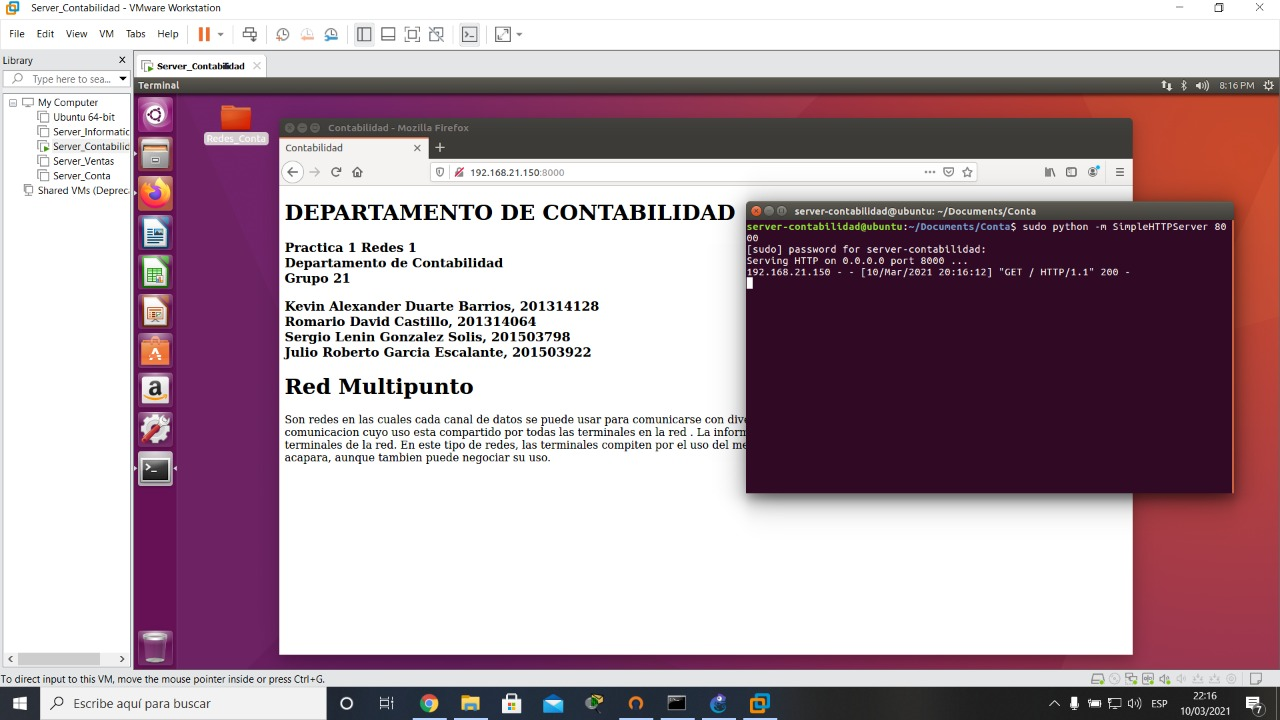 Server_Contabilidad - VMware Workstation
File Edit View VM Tabs Help
Library
Type here to sea...
My Computer
Ubuntu 64-bit
Server_Informatic
Server_Contabilid
Server_Ventas
Server_Conta
Shared VMs (Deprec
Server_Contabilidad
Terminal
8:16 PM
Redes_Conta
Contabilidad - Mozilla Firefox
Contabilidad
192.168.21.150:8000
DEPARTAMENTO DE CONTABILIDAD
Practica 1 Redes 1
Departamento de Contabilidad
Grupo 21
Kevin Alexander Duarte Barrios, 201314128
Romario David Castillo, 201314064
Sergio Lenin Gonzalez Solis, 201503798
Julio Roberto Garcia Escalante, 201503922
Red Multipunto
Son redes en las cuales cada canal de datos se puede usar para comunicarse con dive
comunicacion cuyo uso esta compartido por todas las terminales en la red . La inform
terminales de la red. En este tipo de redes, las terminales compiten por el uso del me
acapara, aunque tambien puede negociar su uso.
server-contabilidad@ubuntu: ~/Documents/Conta
server-contabilidad@ubuntu:~/Documents/Conta$ sudo python -m SimpleHTTPServer 80
00
[sudo] password for server-contabilidad:
Serving HTTP on 0.0.0.0 port 8000 ...
192.168.21.150 - - [10/Mar/2021 20:16:12] "GET / HTTP/1.1" 200 -
To direct input to this VM, move the mouse pointer inside or press Ctrl+G.
Escribe aquí para buscar
ESP
22:16
10/03/2021
7